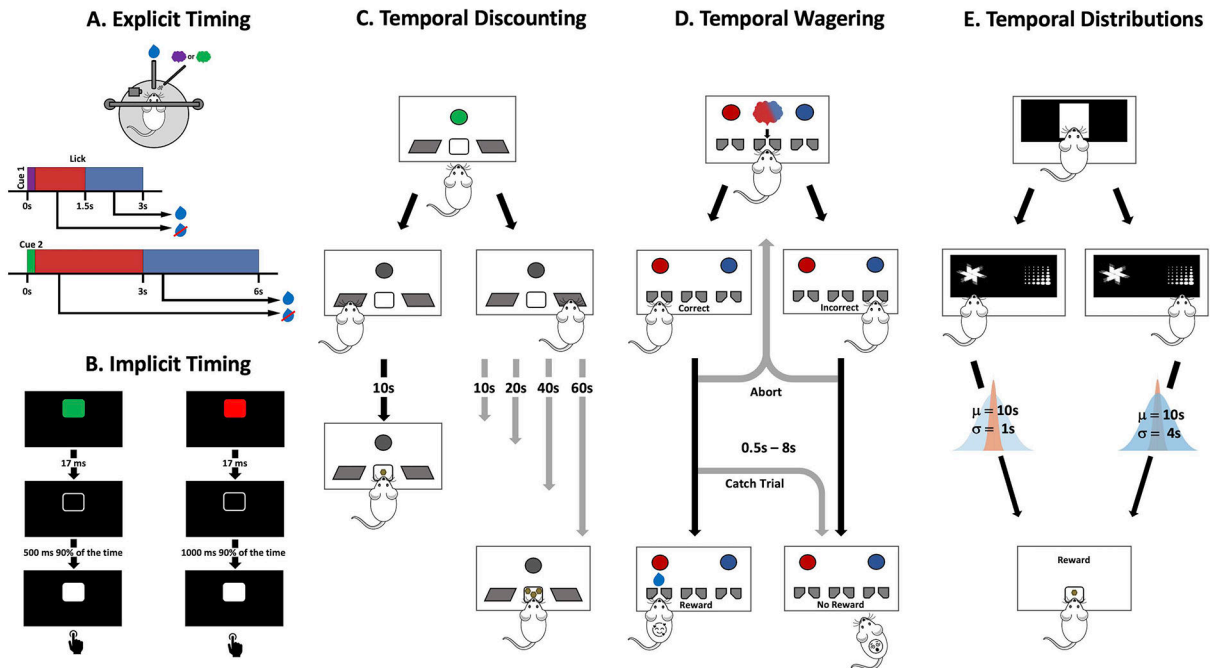 A. Explicit Timing
or
Lick
Cue 1
0s
1.5s
3s
Cue 2
0s
3s
6s
B. Implicit Timing
17 ms
17 ms
500 ms 90% of the time
1000 ms 90% of the time
C. Temporal Discounting
10s
10s
20s
40s
60s
D. Temporal Wagering
Correct
Incorrect
Abort
0.5s – 8s
Catch Trial
Reward
No Reward
E. Temporal Distributions
μ = 10s
σ = 1s
μ = 10s
σ = 4s
Reward